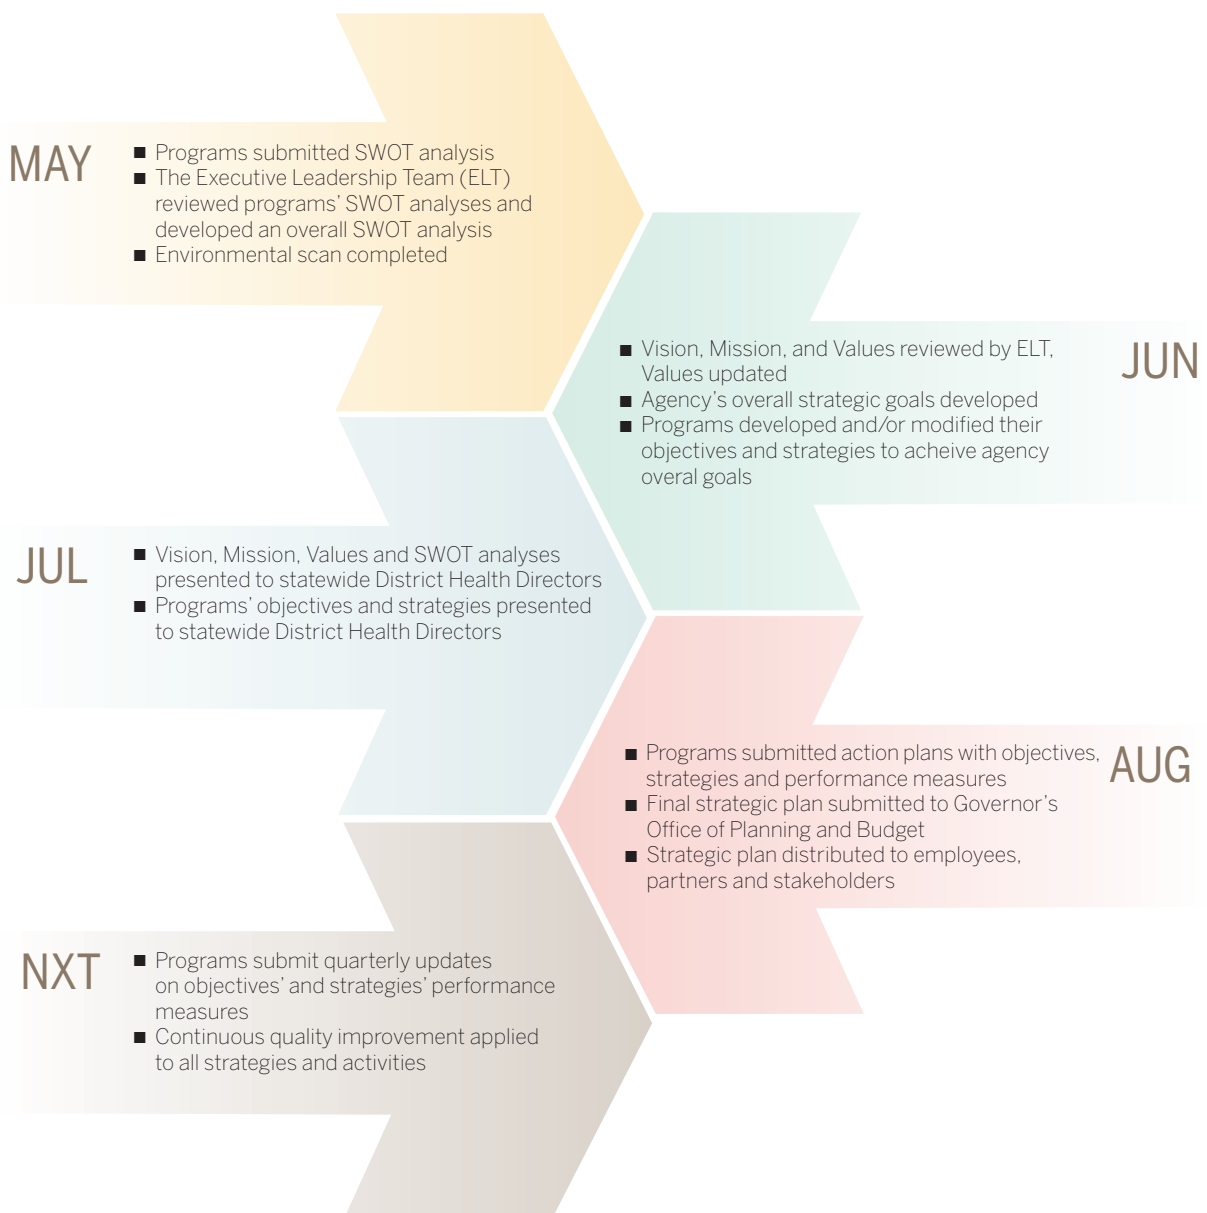 MAY
■ Programs submitted SWOT analysis
■ The Executive Leadership Team (ELT)
reviewed programs’ SWOT analyses and
developed an overall SWOT analysis
■ Environmental scan completed
JUN
■ Vision, Mission, and Values reviewed by ELT,
Values updated
■ Agency’s overall strategic goals developed
■ Programs developed and/or modified their
objectives and strategies to acheive agency
overal goals
JUL
■ Vision, Mission, Values and SWOT analyses
presented to statewide District Health Directors
■ Programs’ objectives and strategies presented
to statewide District Health Directors
AUG
■ Programs submitted action plans with objectives,
strategies and performance measures
■ Final strategic plan submitted to Governor’s
Office of Planning and Budget
■ Strategic plan distributed to employees,
partners and stakeholders
NXT
■ Programs submit quarterly updates
on objectives’ and strategies’ performance
measures
■ Continuous quality improvement applied
to all strategies and activities